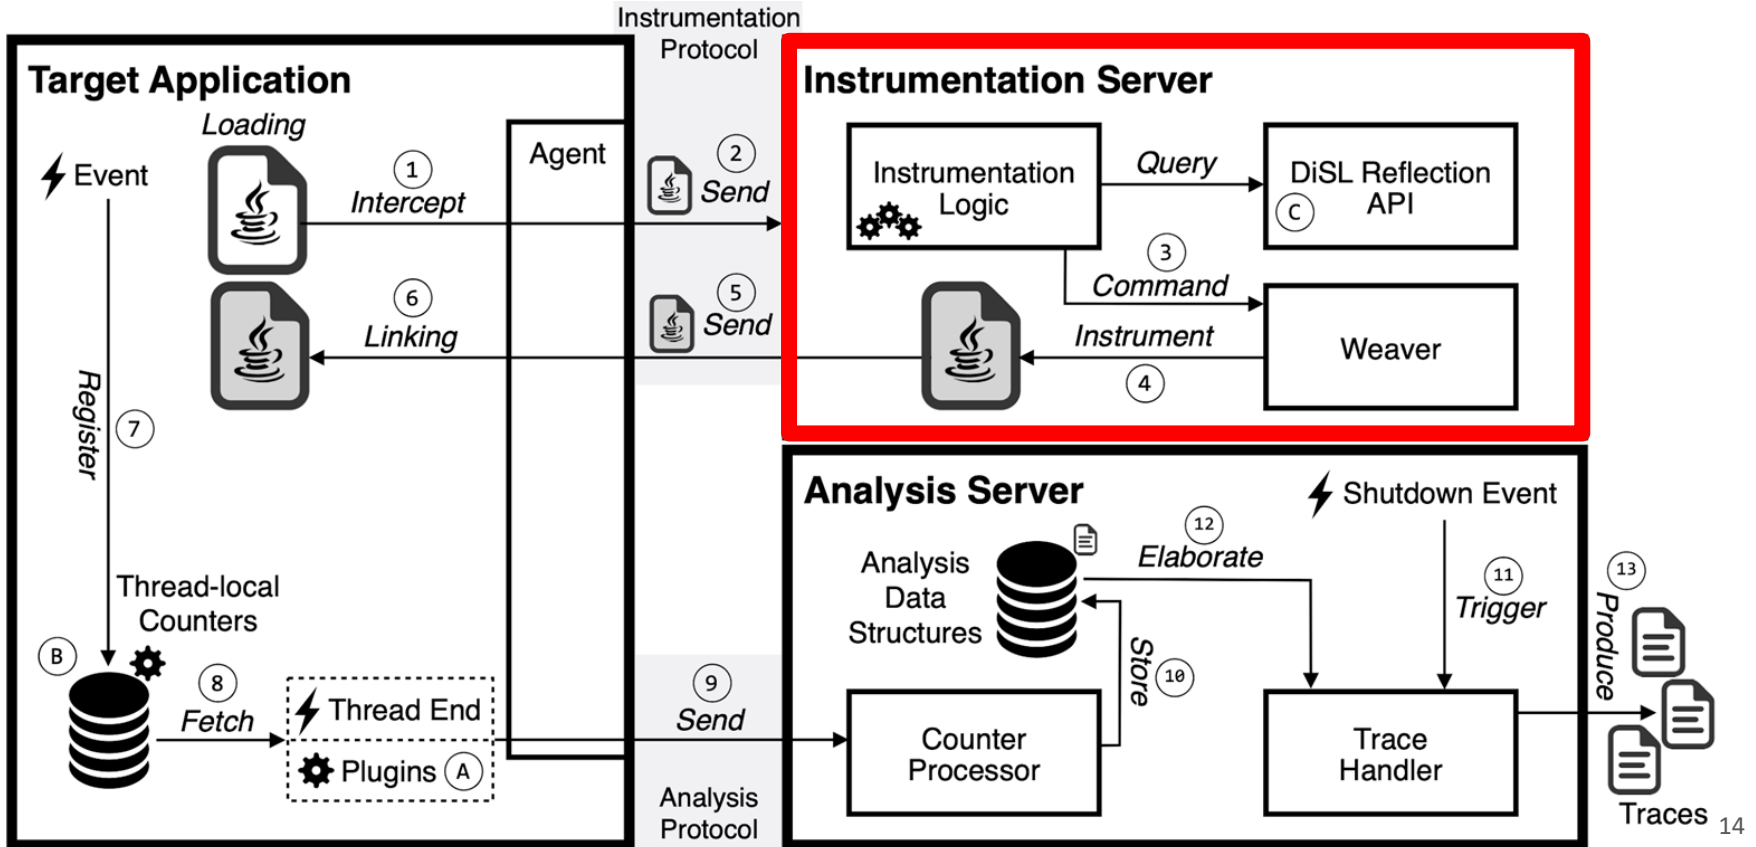 Instrumentation
Protocol
Target Application
Loading
Event
1
Intercept
Agent
2
Send
6
Linking
5
Send
Register
7
Thread-local
Counters
B
8
Fetch
Thread End
Plugins A
9
Send
Analysis
Protocol
Instrumentation Server
Instrumentation
Logic
Query
DiSL Reflection
API
C
3
Command
Instrument
4
Weaver
Analysis Server
Shutdown Event
12
Elaborate
Analysis
Data
Structures
11
Trigger
Store
10
Counter
Processor
Trace
Handler
13
Produce
Traces
14